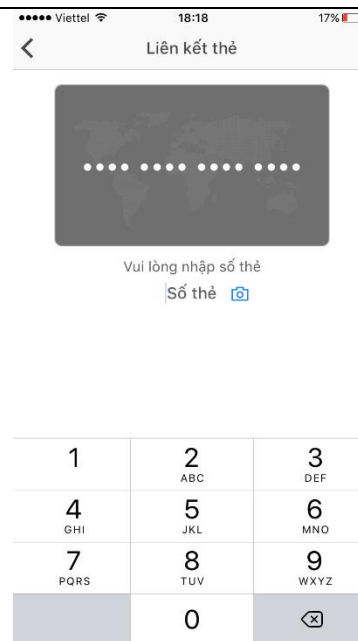 Viettel 18:18 17%
Liên kết thẻ
Vui lòng nhập số thẻ
Số thẻ
1 2 3
ABC DEF
4 5 6
GHI JKL MNO
7 8 9
PQRS TUV WXYZ
0